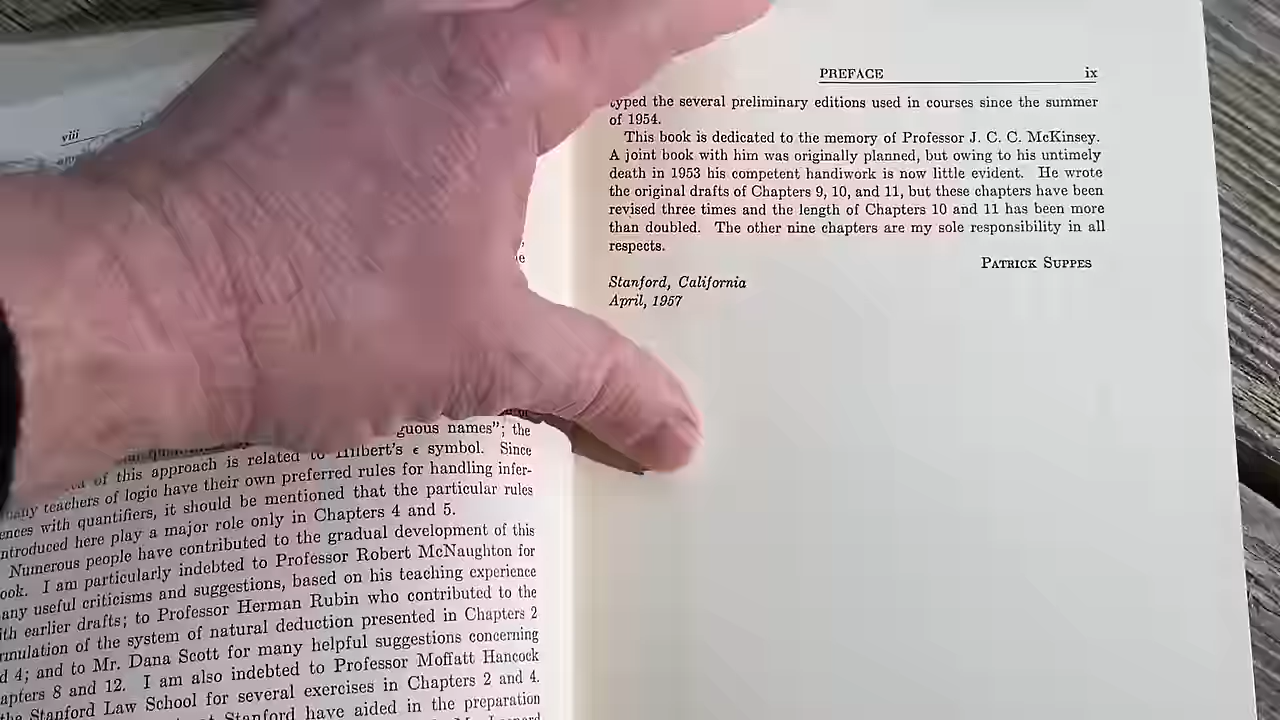 viii
guous names"; the
of this approach is related to Hilbert's ε symbol. Since
many teachers of logic have their own preferred rules for handling infer-
ences with quantifiers, it should be mentioned that the particular rules
ntroduced here play a major role only in Chapters 4 and 5.
Numerous people have contributed to the gradual development of this
ook. I am particularly indebted to Professor Robert McNaughton for
any useful criticisms and suggestions, based on his teaching experience
ith earlier drafts; to Professor Herman Rubin who contributed to the
rmulation of the system of natural deduction presented in Chapters 2
d 4; and to Mr. Dana Scott for many helpful suggestions concerning
apters 8 and 12. I am also indebted to Professor Moffatt Hancock
the Stanford Law School for several exercises in Chapters 2 and 4.
Stanford have aided in the preparation
PREFACE ix
typed the several preliminary editions used in courses since the summer
of 1954.
This book is dedicated to the memory of Professor J. C. C. McKinsey.
A joint book with him was originally planned, but owing to his untimely
death in 1953 his competent handiwork is now little evident. He wrote
the original drafts of Chapters 9, 10, and 11, but these chapters have been
revised three times and the length of Chapters 10 and 11 has been more
than doubled. The other nine chapters are my sole responsibility in all
respects.
PATRICK SUPPES
Stanford, California
April, 1957